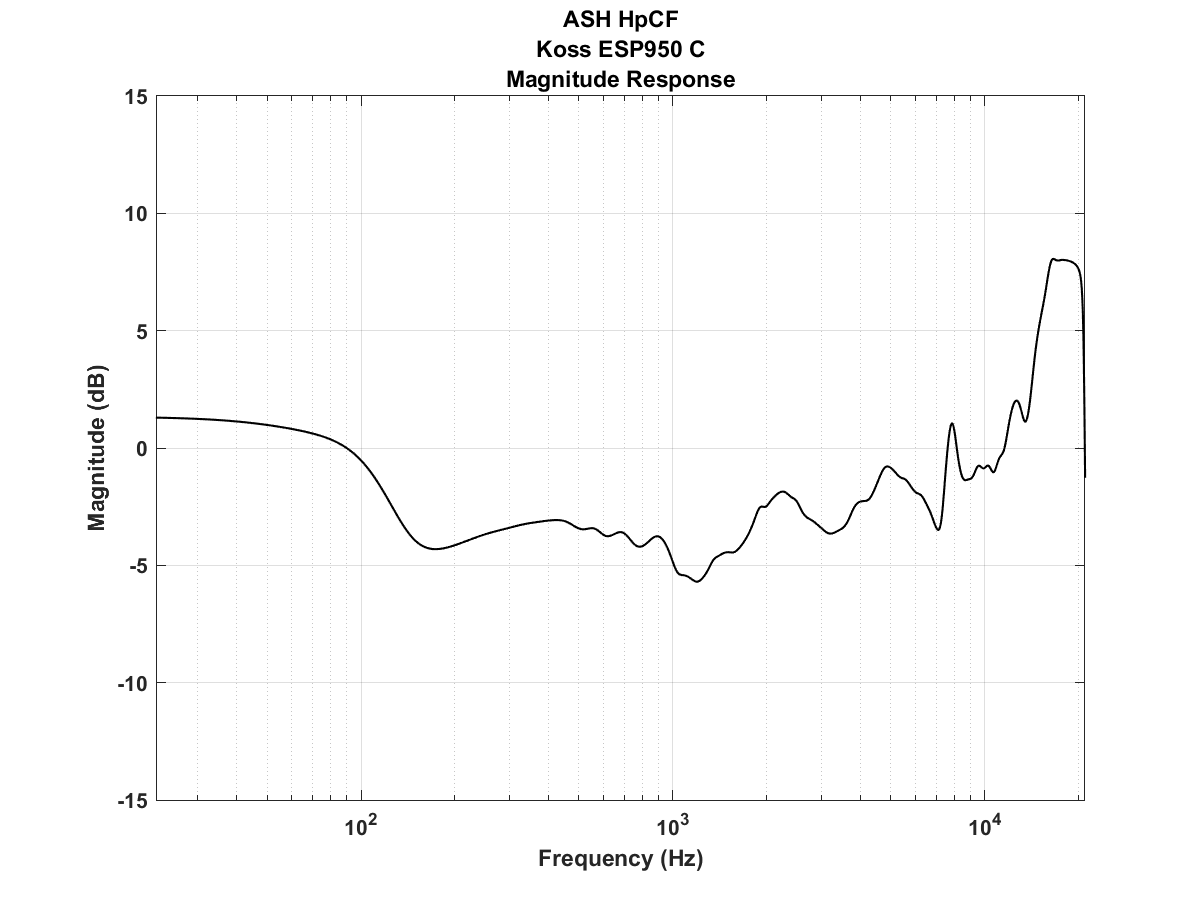 ASH HpCF
Koss ESP950 C
Magnitude Response
15
10
5
0
-5
-10
-15
Magnitude (dB)
10²
10³
10⁴
Frequency (Hz)